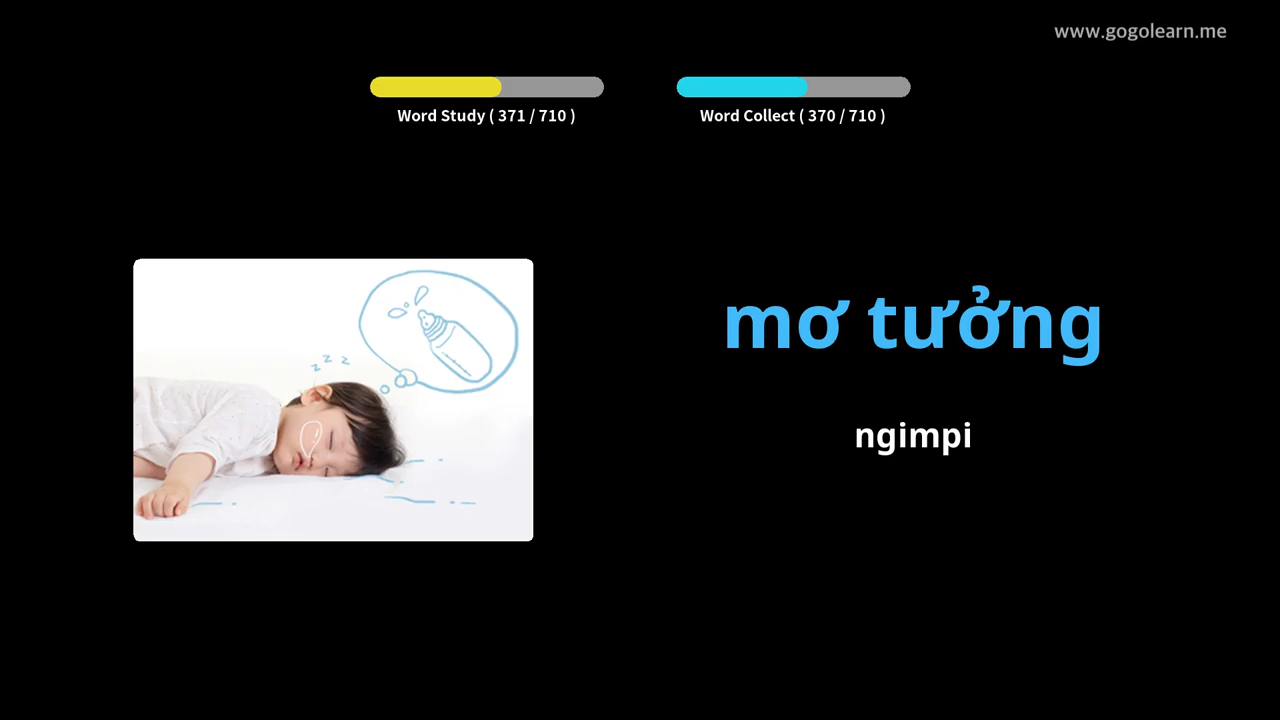 www.gogolearn.me
Word Study ( 371 / 710 )
Word Collect ( 370 / 710 )
z z z
mơ tưởng
ngimpi